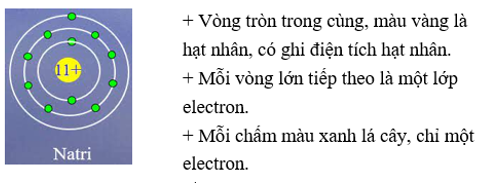 11+
Natri
+ Vòng tròn trong cùng, màu vàng là
hạt nhân, có ghi điện tích hạt nhân.
+ Mỗi vòng lớn tiếp theo là một lớp
electron.
+ Mỗi chấm màu xanh lá cây, chỉ một
electron.